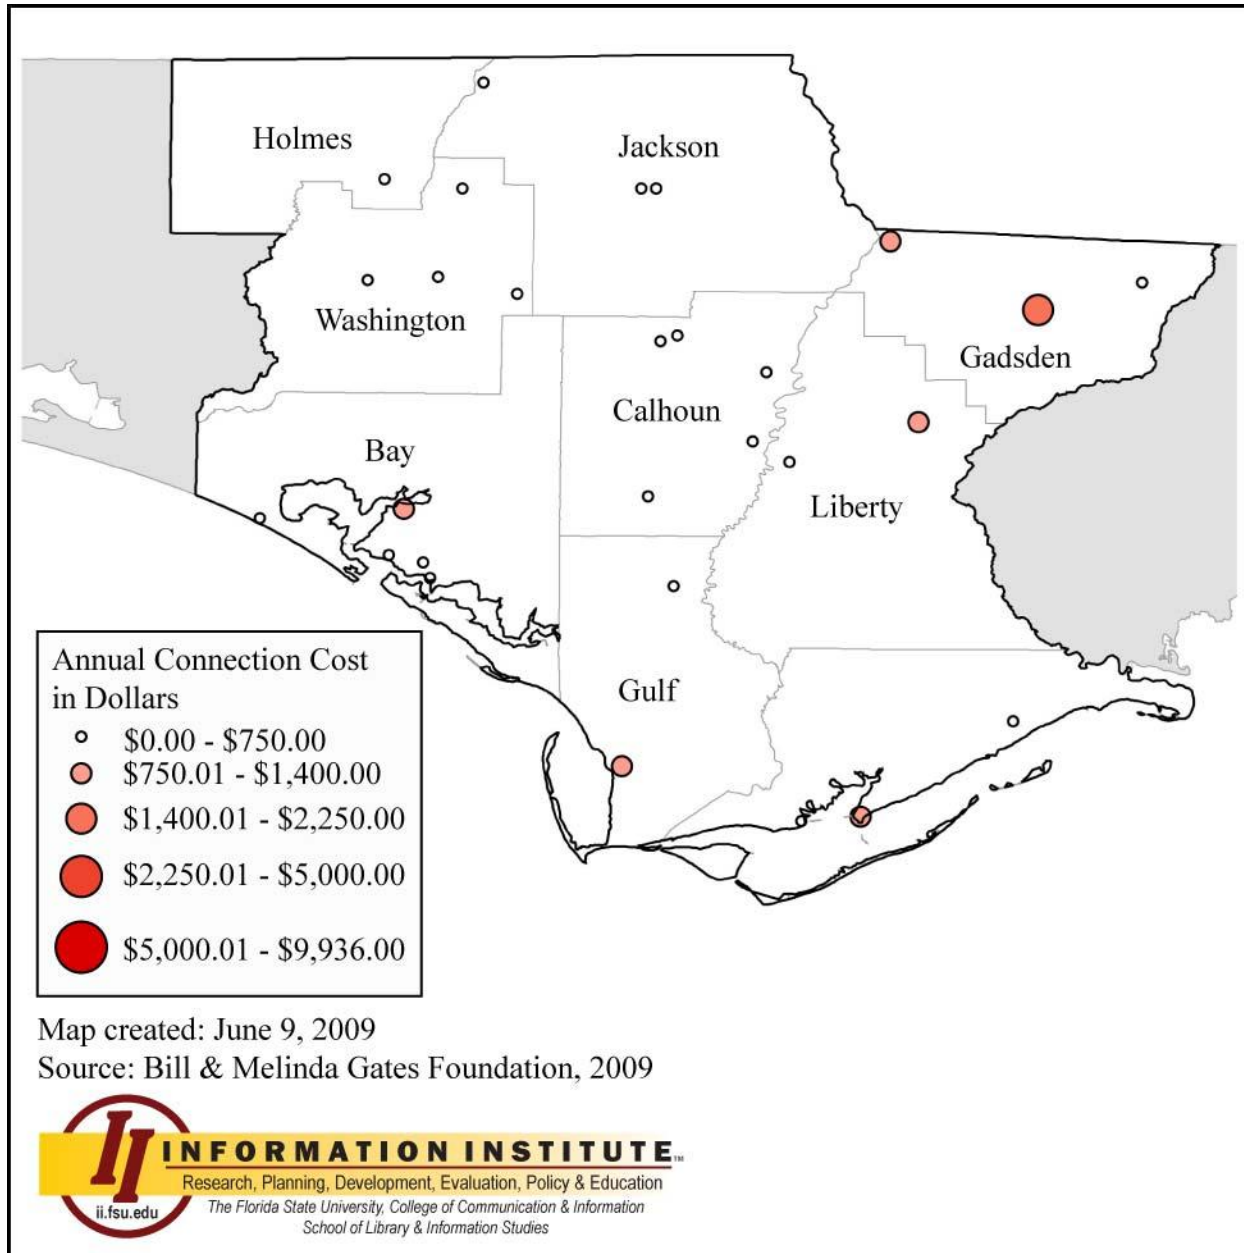 Holmes
Jackson
Washington
Gadsden
Calhoun
Bay
Liberty
Gulf
Annual Connection Cost
in Dollars
$0.00 - $750.00
$750.01 - $1,400.00
$1,400.01 - $2,250.00
$2,250.01 - $5,000.00
$5,000.01 - $9,936.00
Map created: June 9, 2009
Source: Bill & Melinda Gates Foundation, 2009
II
ii.fsu.edu
INFORMATION INSTITUTE™
Research, Planning, Development, Evaluation, Policy & Education
The Florida State University, College of Communication & Information
School of Library & Information Studies